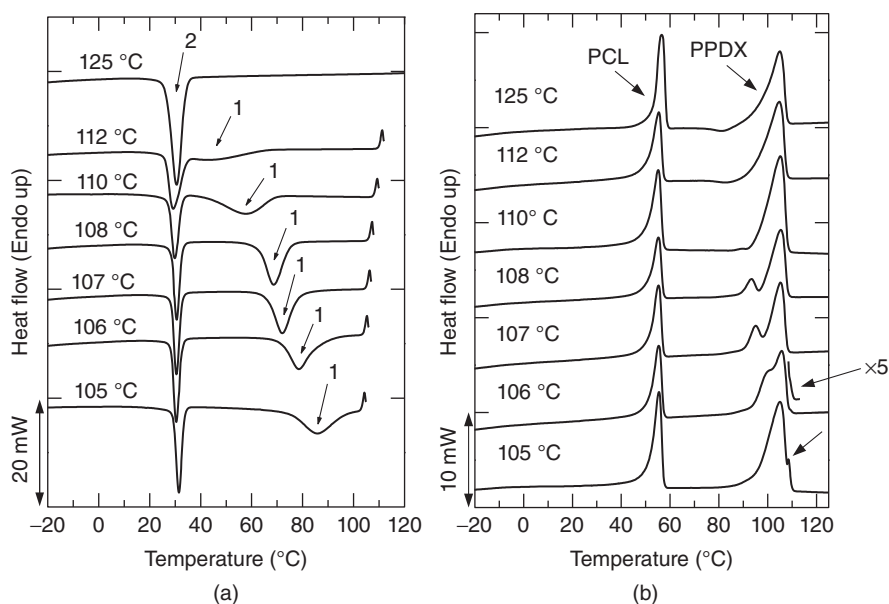 2
125 °C
1
112 °C
1
110 °C
1
108 °C
1
107 °C
1
106 °C
1
105 °C
Heat flow (Endo up)
20 mW
−20 0 20 40 60 80 100 120
Temperature (°C)
(a)
PCL
PPDX
125 °C
112 °C
110° C
108 °C
107 °C
×5
106 °C
105 °C
Heat flow (Endo up)
10 mW
−20 0 20 40 60 80 100 120
Temperature (°C)
(b)